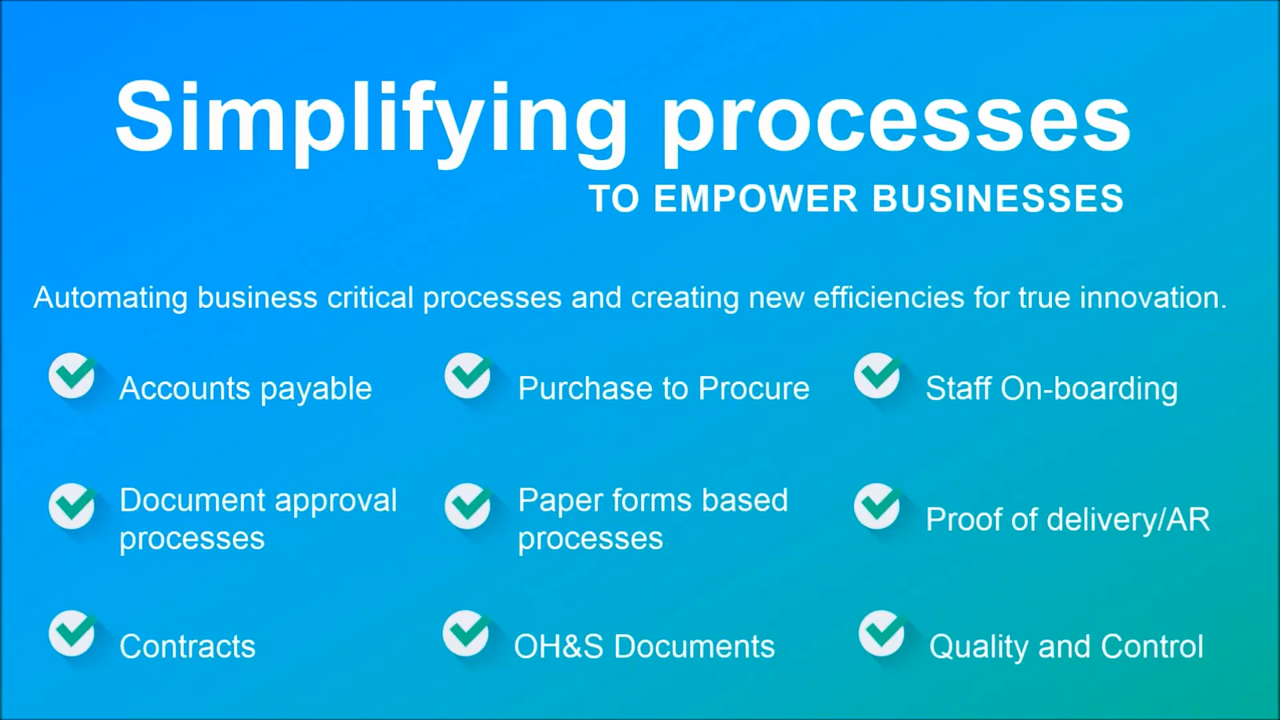 Simplifying processes
TO EMPOWER BUSINESSES
Automating business critical processes and creating new efficiencies for true innovation.
Accounts payable
Purchase to Procure
Staff On-boarding
Document approval
processes
Paper forms based
processes
Proof of delivery/AR
Contracts
OH&S Documents
Quality and Control